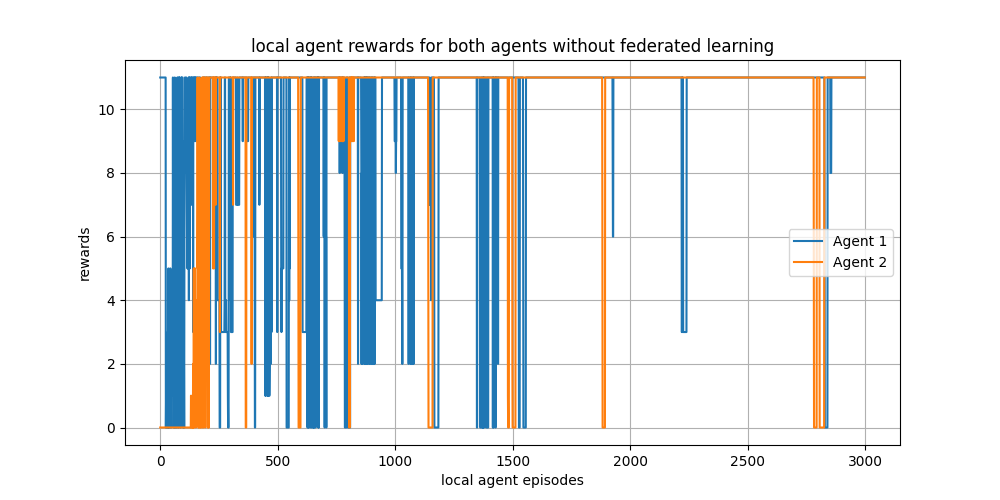 local agent rewards for both agents without federated learning
10
8
6
4
2
0
rewards
Agent 1
Agent 2
0 500 1000 1500 2000 2500 3000
local agent episodes